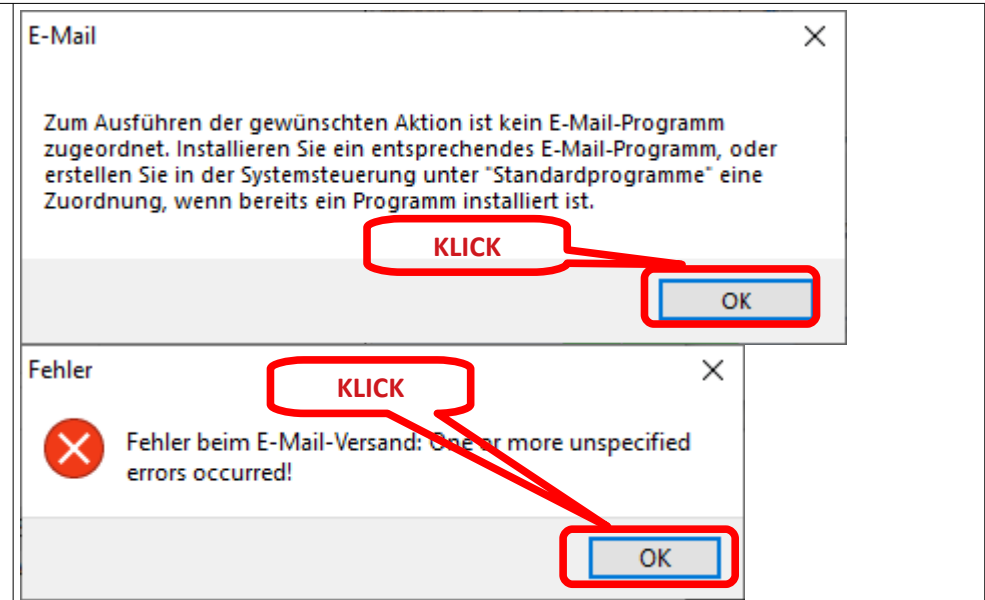 E-Mail
Zum Ausführen der gewünschten Aktion ist kein E-Mail-Programm
zugeordnet. Installieren Sie ein entsprechendes E-Mail-Programm, oder
erstellen Sie in der Systemsteuerung unter "Standardprogramme" eine
Zuordnung, wenn bereits ein Programm installiert ist.
KLICK
OK
Fehler
KLICK
Fehler beim E-Mail-Versand: One or more unspecified
errors occurred!
OK